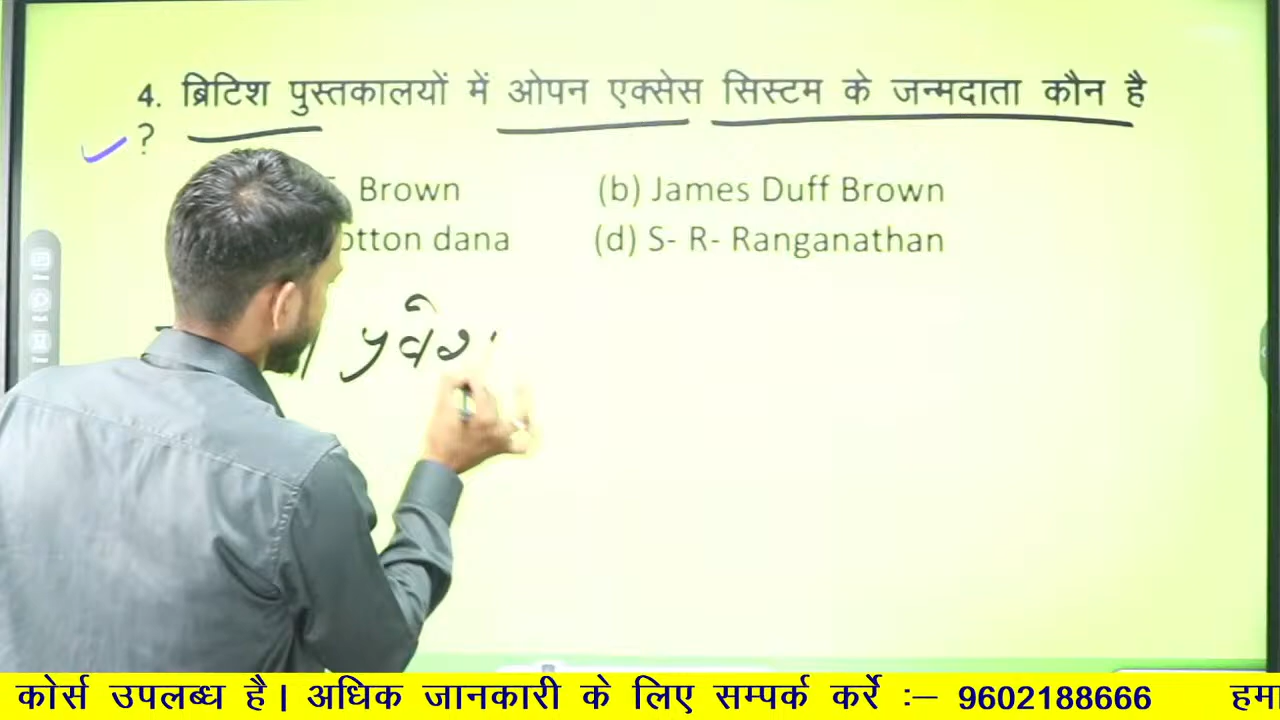 4. ब्रिटिश पुस्तकालयों में ओपन एक्सेस सिस्टम के जन्मदाता कौन है
?
Brown (b) James Duff Brown
dana (d) S- R- Ranganathan
कोर्स उपलब्ध है। अधिक जानकारी के लिए सम्पर्क करें :– 9602188666